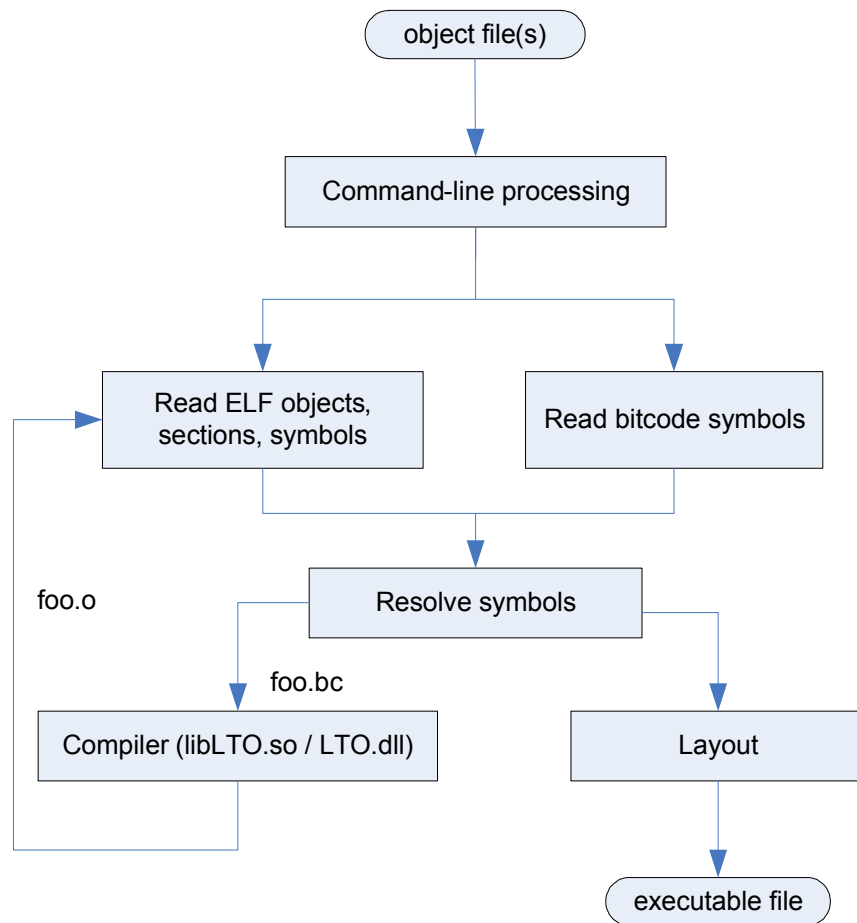 object file(s)
Command-line processing
Read ELF objects,
sections, symbols
Read bitcode symbols
Resolve symbols
foo.o
foo.bc
Compiler (libLTO.so / LTO.dll)
Layout
executable file